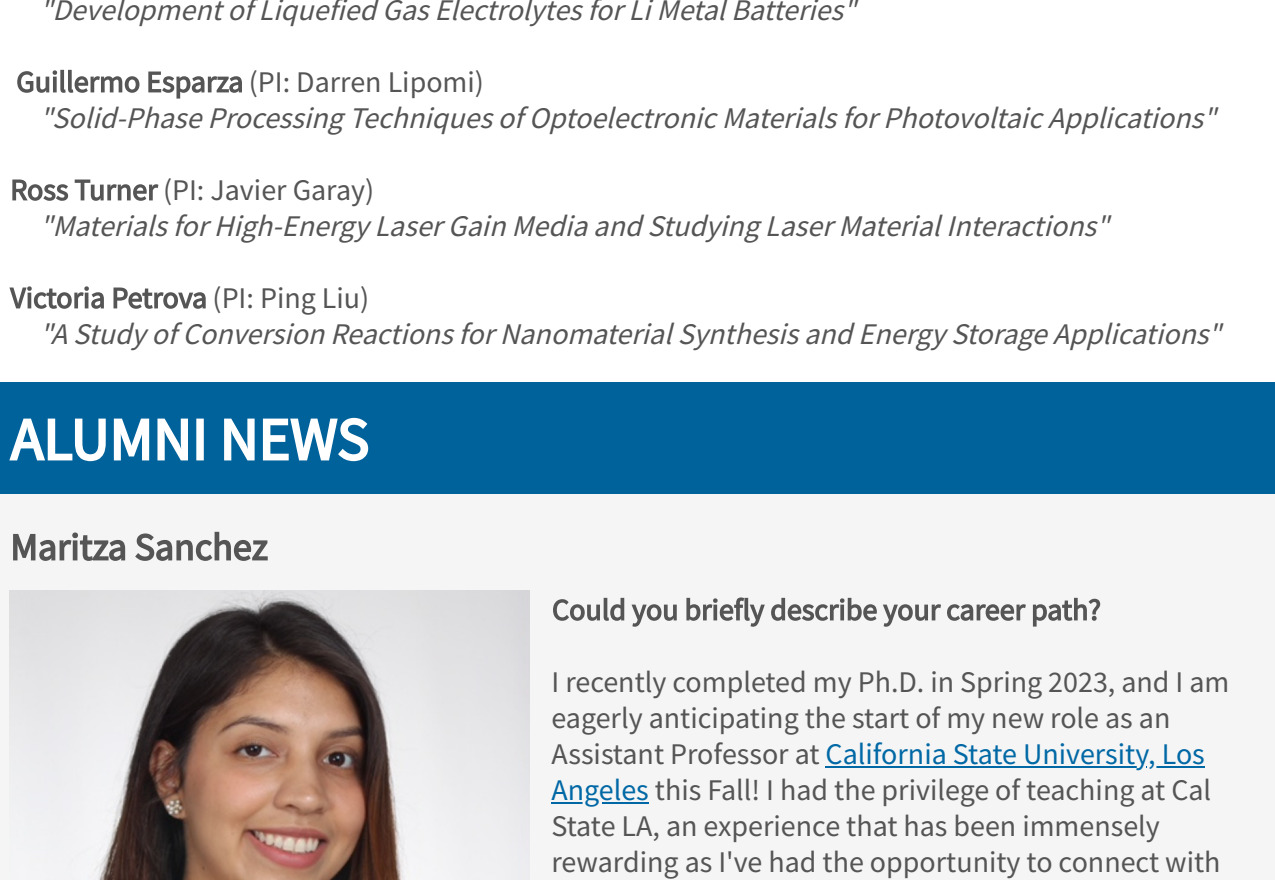 "Development of Liquefied Gas Electrolytes for Li Metal Batteries"
Guillermo Esparza (PI: Darren Lipomi)
"Solid-Phase Processing Techniques of Optoelectronic Materials for Photovoltaic Applications"
Ross Turner (PI: Javier Garay)
"Materials for High-Energy Laser Gain Media and Studying Laser Material Interactions"
Victoria Petrova (PI: Ping Liu)
"A Study of Conversion Reactions for Nanomaterial Synthesis and Energy Storage Applications"
ALUMNI NEWS
Maritza Sanchez
Could you briefly describe your career path?
I recently completed my Ph.D. in Spring 2023, and I am
eagerly anticipating the start of my new role as an
Assistant Professor at California State University, Los
Angeles this Fall! I had the privilege of teaching at Cal
State LA, an experience that has been immensely
rewarding as I've had the opportunity to connect with